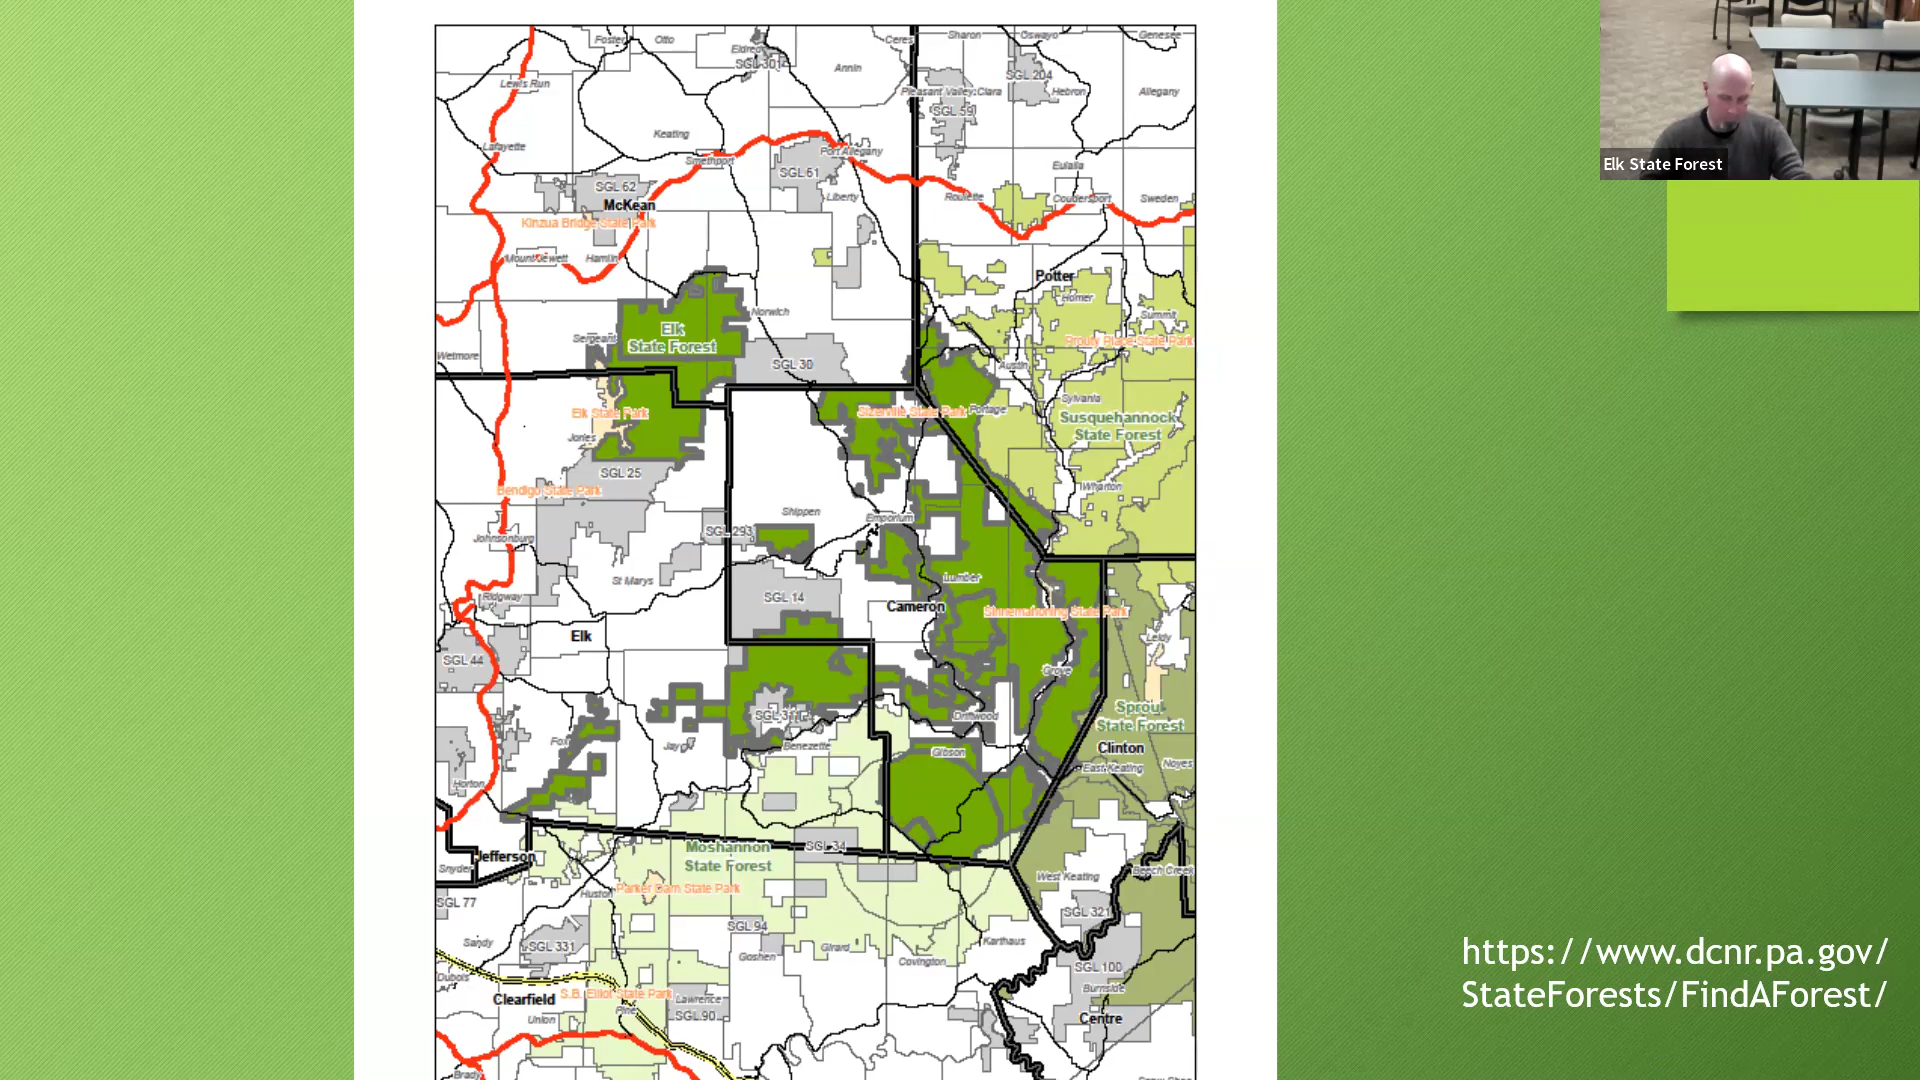 Foster
Otto
Eldred
SGL 301
Ceres
Sharon
Oswayo
Genesee
Annin
SGL 204
Lewis Run
Pleasant Valley
Clara
Hebron
Allegany
SGL 59
Keating
Lafayette
Smethport
Port Allegany
Eulalia
SGL 61
SGL 62
McKean
Liberty
Roulette
Coudersport
Sweden
Kinzua Bridge State Park
Mount Jewett
Hamlin
Potter
Homer
Norwich
Summit
Elk
State Forest
Sergeant
Prouty Place State Park
Wetmore
SGL 30
Austin
Sylvania
Elk State Park
Sizerville State Park
Portage
Susquehannock
State Forest
Jones
SGL 25
Bendigo State Park
Wharton
Shippen
Emporium
SGL 293
Johnsonburg
St Marys
Lumber
Ridgway
SGL 14
Cameron
Sinnemahoning State Park
Elk
Leidy
SGL 44
Grove
Sproul
State Forest
SGL 311
Driftwood
Fox
Jay
Benezette
Gibson
Clinton
East Keating
Noyes
Horton
Moshannon
State Forest
SGL 34
Jefferson
Snyder
West Keating
Beech Creek
Parker Dam State Park
Huston
SGL 77
SGL 321
SGL 94
Sandy
SGL 331
Goshen
Girard
Karthaus
Covington
SGL 100
Dubois
Burnside
Clearfield
S.B. Elliot State Park
Lawrence
Pine
SGL 90
Union
Centre
Brady
Snow Shoe
Elk State Forest
https://www.dcnr.pa.gov/
StateForests/FindAForest/